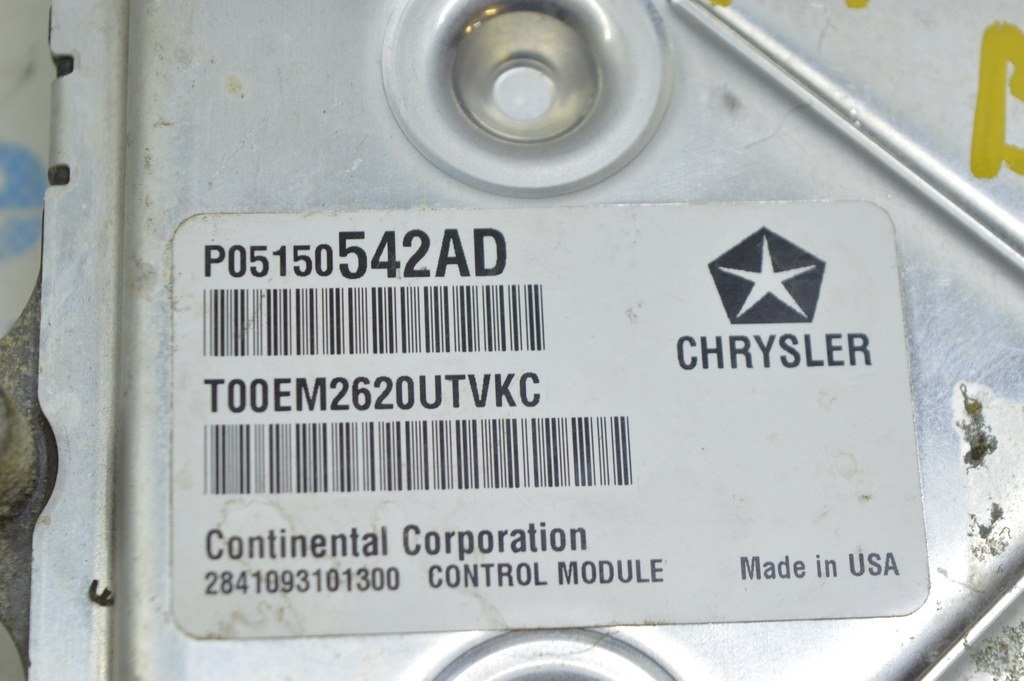 P05150542AD
CHRYSLER
T00EM2620UTVKC
Continental Corporation
2841093101300 CONTROL MODULE
Made in USA